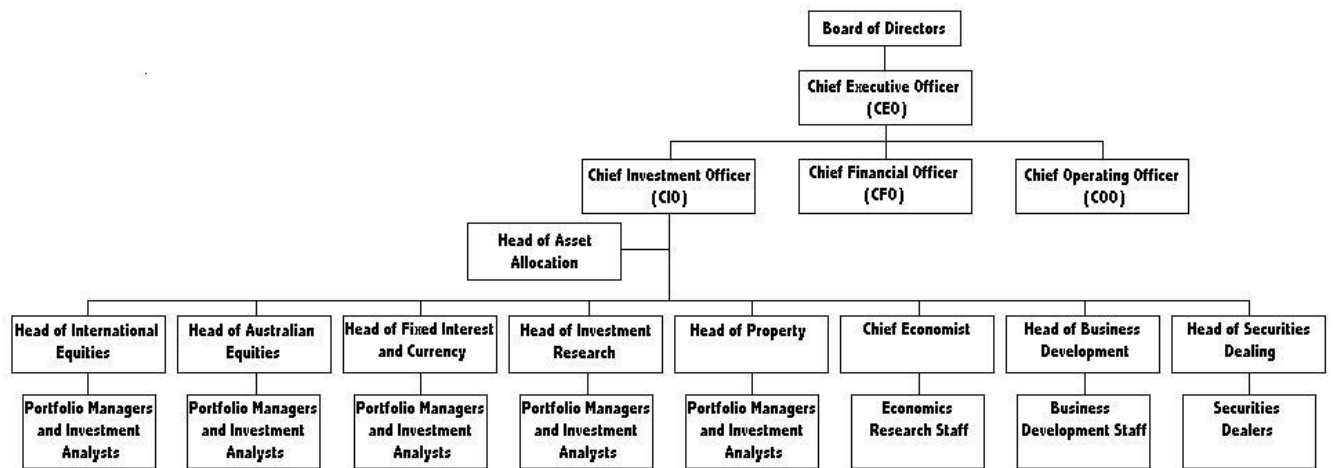 Board of Directors
Chief Executive Officer
(CEO)
Chief Investment Officer
(CIO)
Chief Financial Officer
(CFO)
Chief Operating Officer
(COO)
Head of Asset
Allocation
Head of International
Equities
Head of Australian
Equities
Head of Fixed Interest
and Currency
Head of Investment
Research
Head of Property
Chief Economist
Head of Business
Development
Head of Securities
Dealing
Portfolio Managers
and Investment
Analysts
Portfolio Managers
and Investment
Analysts
Portfolio Managers
and Investment
Analysts
Portfolio Managers
and Investment
Analysts
Portfolio Managers
and Investment
Analysts
Economics
Research Staff
Business
Development Staff
Securities
Dealers